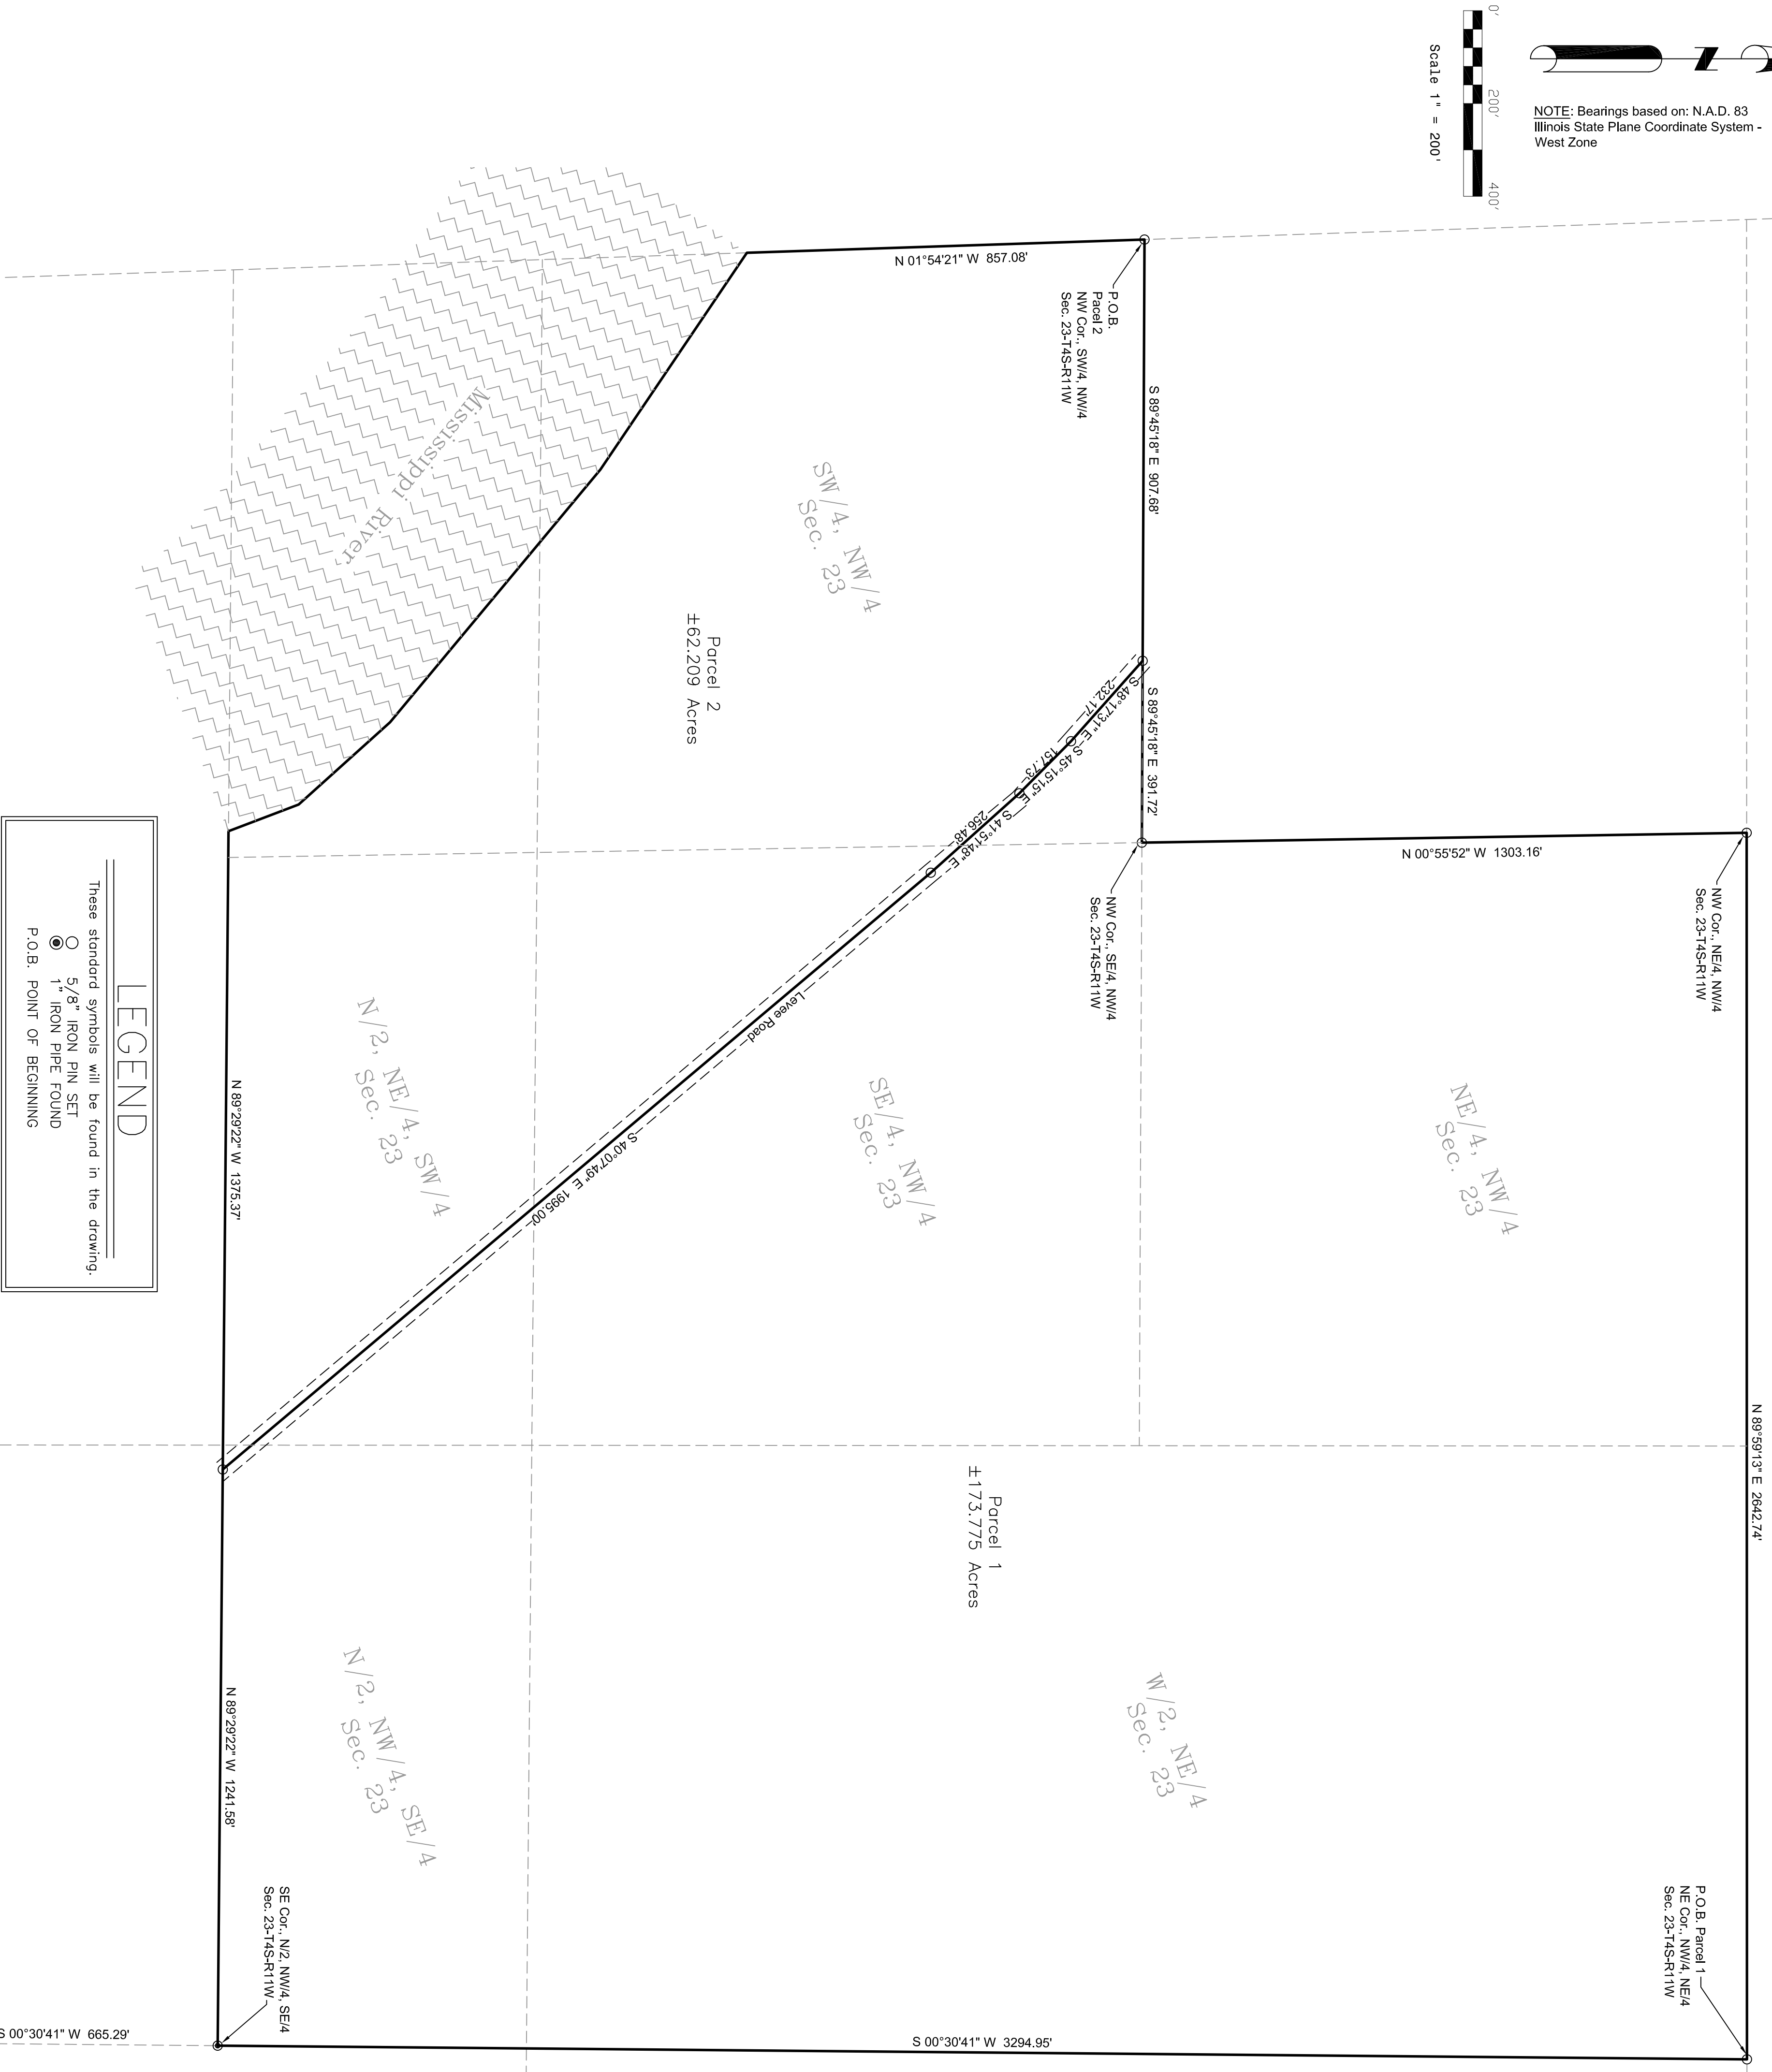 0'
200'
400'
Scale 1" = 200'
NOTE: Bearings based on: N.A.D. 83
Illinois State Plane Coordinate System -
West Zone
N 01°54'21" W 857.08'
P.O.B.
Pacel 2
NW Cor., SW/4, NW/4
Sec. 23-T4S-R11W
S 89°45'18" E 907.68'
S 89°45'18" E 391.72'
N 00°55'52" W 1303.16'
NW Cor., NE/4, NW/4
Sec. 23-T4S-R11W
NW Cor., SE/4, NW/4
Sec. 23-T4S-R11W
N 89°59'13" E 2642.74'
P.O.B. Parcel 1
NE Cor., NW/4, NE/4
Sec. 23-T4S-R11W
S 00°30'41" W 3294.95'
S 00°30'41" W 665.29'
SE Cor., N/2, NW/4, SE/4
Sec. 23-T4S-R11W
N 89°29'22" W 1241.58'
N 89°29'22" W 1375.37'
S 48°17'31" E
232.17'
S 45°15'15" E
157.73'
S 41°51'48" E
256.48'
Levee Road
S 40°07'49" E 1995.00'
Mississippi River
SW/4, NW/4
Sec. 23
Parcel 2
±62.209 Acres
N/2, NE/4, SW/4
Sec. 23
SE/4, NW/4
Sec. 23
NE/4, NW/4
Sec. 23
Parcel 1
±173.775 Acres
W/2, NE/4
Sec. 23
N/2, NW/4, SE/4
Sec. 23
LEGEND
These standard symbols will be found in the drawing.
5/8" IRON PIN SET
1" IRON PIPE FOUND
P.O.B. POINT OF BEGINNING